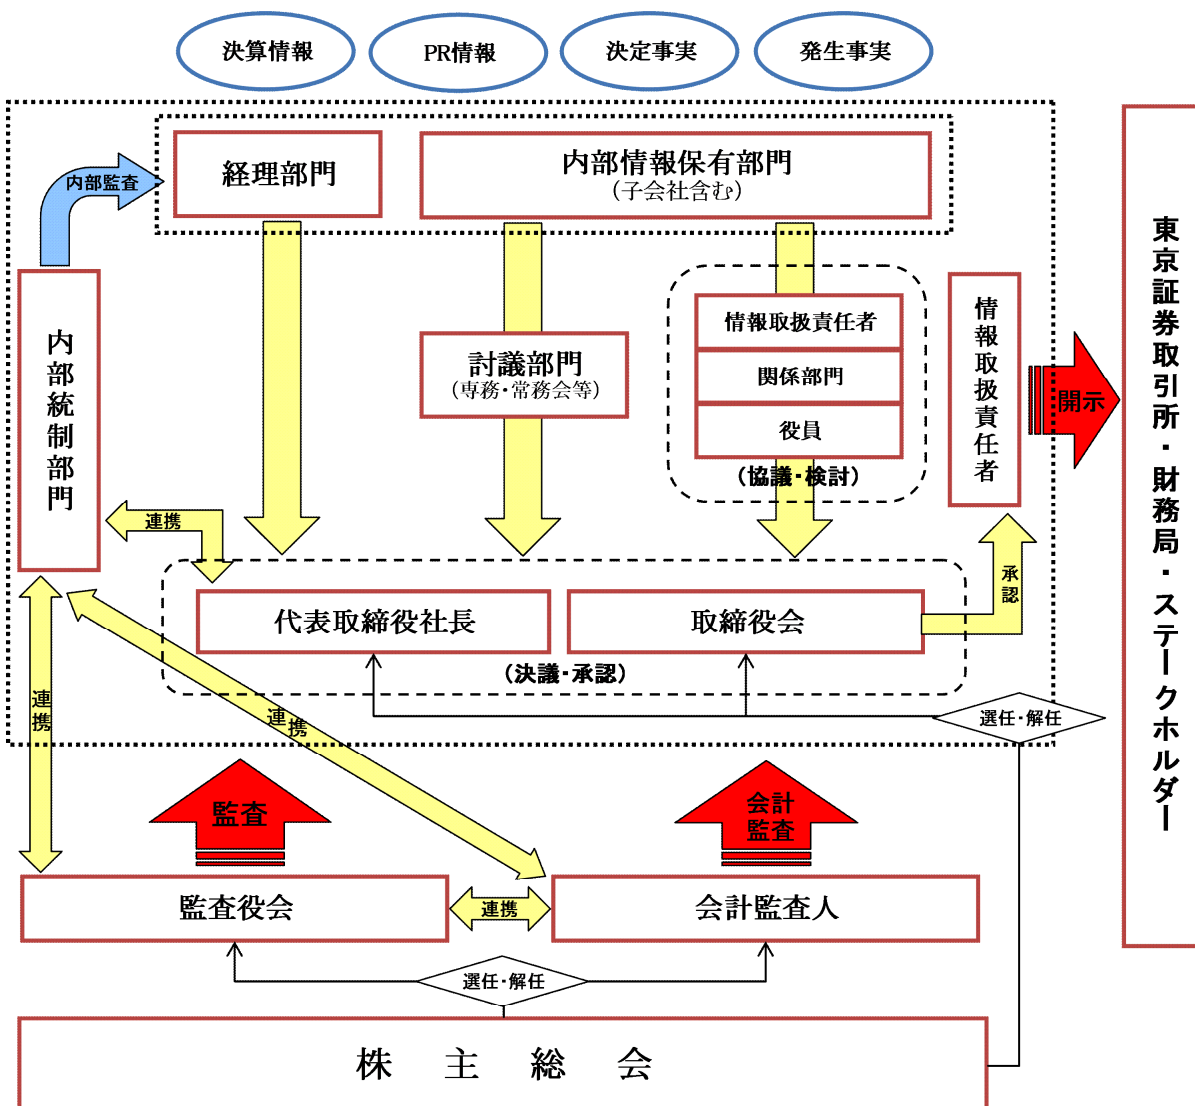 決算情報
PR情報
決定事実
発生事実
経理部門
内部情報保有部門
（子会社含む）
内部監査
内部統制部門
討議部門
（専務・常務会等）
情報取扱責任者
関係部門
役員
（協議・検討）
情報取扱責任者
開示
東京証券取引所・財務局・ステークホルダー
連携
承認
代表取締役社長
取締役会
（決議・承認）
連携
連携
選任・解任
監査
会計
監査
監査役会
連携
会計監査人
選任・解任
株主総会